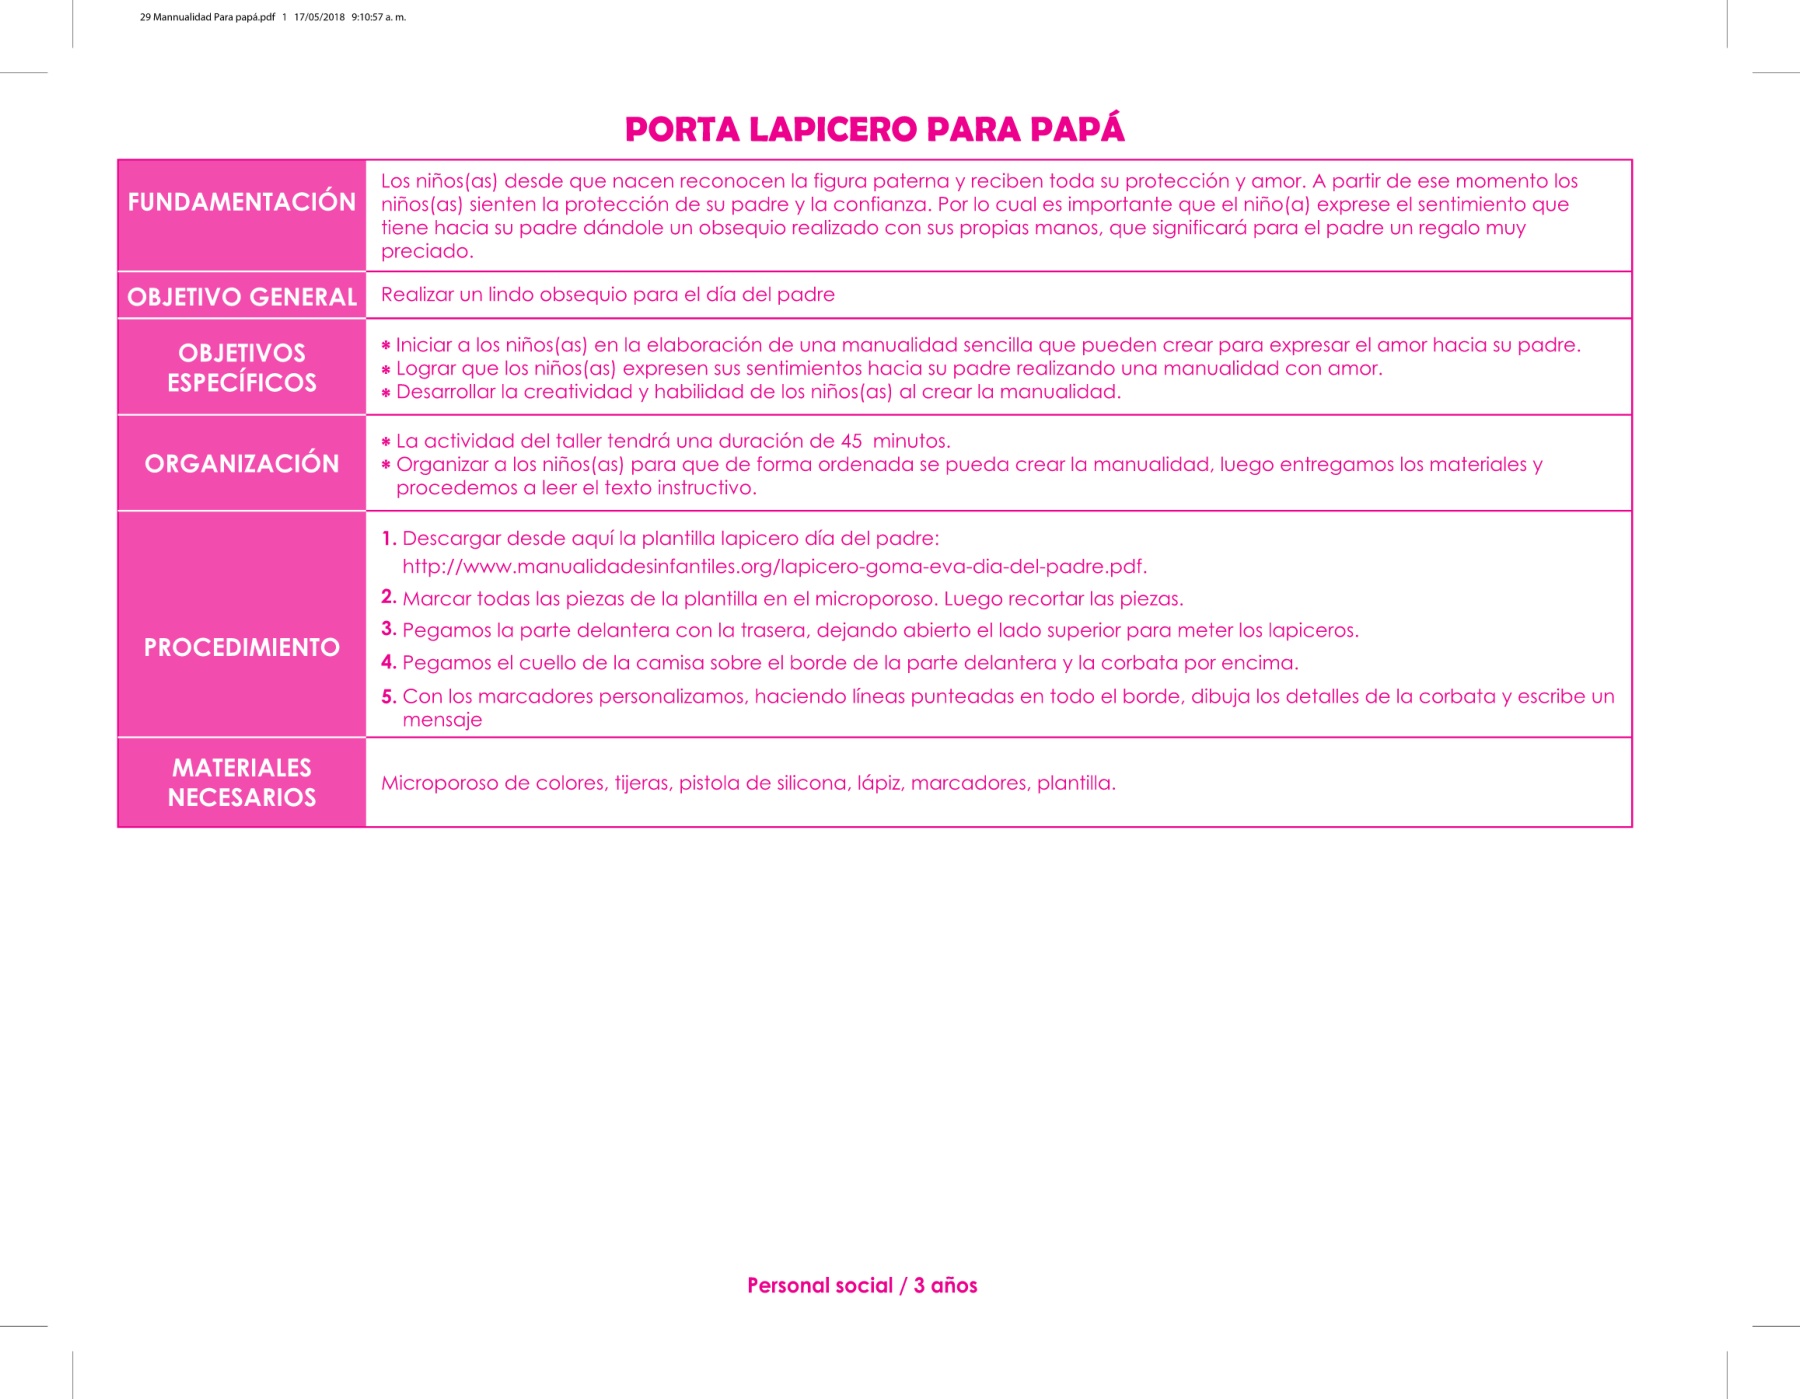 29 Mannualidad Para papá.pdf   1   17/05/2018   9:10:57 a. m.
PORTA LAPICERO PARA PAPÁ
FUNDAMENTACIÓN
Los niños(as) desde que nacen reconocen la figura paterna y reciben toda su protección y amor. A partir de ese momento los
niños(as) sienten la protección de su padre y la confianza. Por lo cual es importante que el niño(a) exprese el sentimiento que
tiene hacia su padre dándole un obsequio realizado con sus propias manos, que significará para el padre un regalo muy
preciado.
OBJETIVO GENERAL
Realizar un lindo obsequio para el día del padre
OBJETIVOS
ESPECÍFICOS
* Iniciar a los niños(as) en la elaboración de una manualidad sencilla que pueden crear para expresar el amor hacia su padre.
* Lograr que los niños(as) expresen sus sentimientos hacia su padre realizando una manualidad con amor.
* Desarrollar la creatividad y habilidad de los niños(as) al crear la manualidad.
ORGANIZACIÓN
* La actividad del taller tendrá una duración de 45  minutos.
* Organizar a los niños(as) para que de forma ordenada se pueda crear la manualidad, luego entregamos los materiales y
procedemos a leer el texto instructivo.
PROCEDIMIENTO
1. Descargar desde aquí la plantilla lapicero día del padre:
http://www.manualidadesinfantiles.org/lapicero-goma-eva-dia-del-padre.pdf.
2. Marcar todas las piezas de la plantilla en el microporoso. Luego recortar las piezas.
3. Pegamos la parte delantera con la trasera, dejando abierto el lado superior para meter los lapiceros.
4. Pegamos el cuello de la camisa sobre el borde de la parte delantera y la corbata por encima.
5. Con los marcadores personalizamos, haciendo líneas punteadas en todo el borde, dibuja los detalles de la corbata y escribe un
mensaje
MATERIALES
NECESARIOS
Microporoso de colores, tijeras, pistola de silicona, lápiz, marcadores, plantilla.
Personal social / 3 años